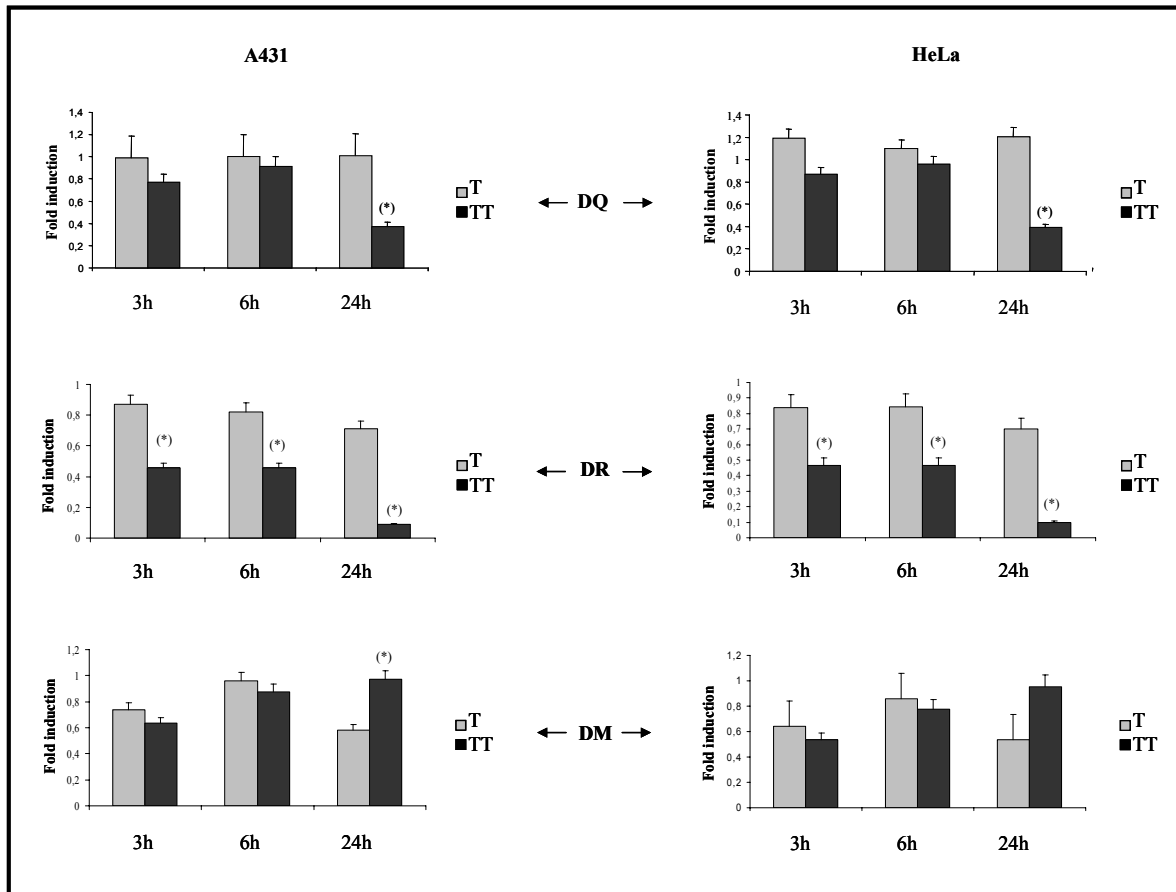 A431
HeLa
Fold induction
1,4
1,2
1
0,8
0,6
0,4
0,2
0
(*)
3h 6h 24h
T
TT
DQ
Fold induction
1,4
1,2
1
0,8
0,6
0,4
0,2
0
(*)
3h 6h 24h
T
TT
Fold induction
1
0,8
0,6
0,4
0,2
0
(*) (*) (*)
3h 6h 24h
T
TT
DR
Fold induction
1
0,9
0,8
0,7
0,6
0,5
0,4
0,3
0,2
0,1
0
(*) (*) (*)
3h 6h 24h
T
TT
Fold induction
1,2
1
0,8
0,6
0,4
0,2
0
(*)
3h 6h 24h
T
TT
DM
Fold induction
1,2
1
0,8
0,6
0,4
0,2
0
3h 6h 24h
T
TT